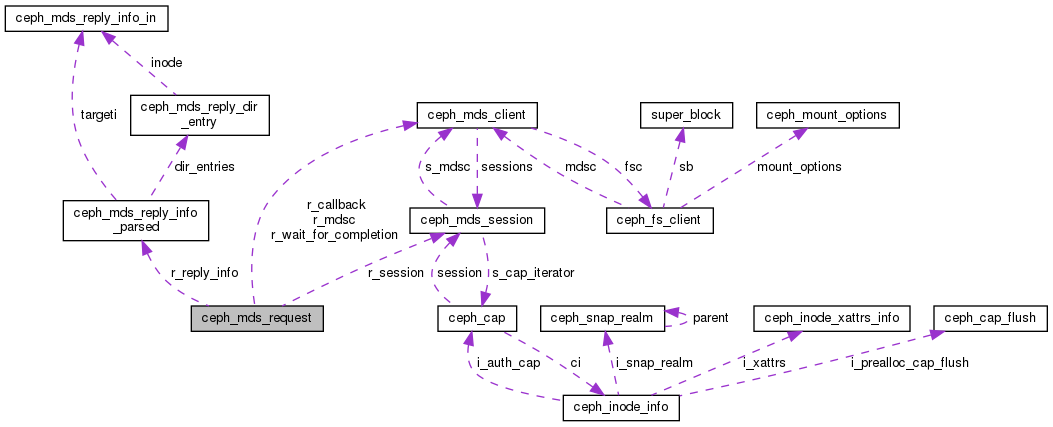 ceph_mds_reply_info_in
inode
targeti
ceph_mds_reply_dir
_entry
ceph_mds_client
super_block
ceph_mount_options
dir_entries
s_mdsc
sessions
mdsc
fsc
sb
mount_options
ceph_mds_reply_info
_parsed
r_callback
r_mdsc
r_wait_for_completion
ceph_mds_session
ceph_fs_client
r_reply_info
r_session
session
s_cap_iterator
ceph_mds_request
ceph_cap
ceph_snap_realm
parent
ceph_inode_xattrs_info
ceph_cap_flush
i_auth_cap
ci
i_snap_realm
i_xattrs
i_prealloc_cap_flush
ceph_inode_info